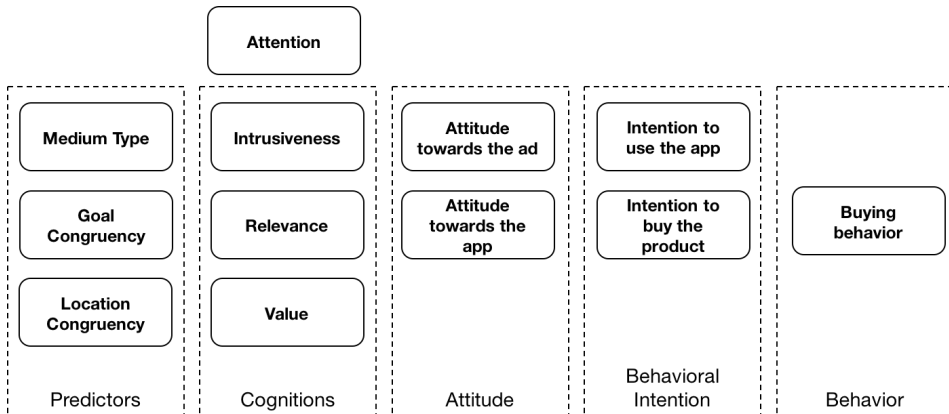 Attention
Medium Type
Goal
Congruency
Location
Congruency
Predictors
Intrusiveness
Relevance
Value
Cognitions
Attitude
towards the ad
Attitude
towards the
app
Attitude
Intention to
use the app
Intention to
buy the
product
Behavioral
Intention
Buying
behavior
Behavior